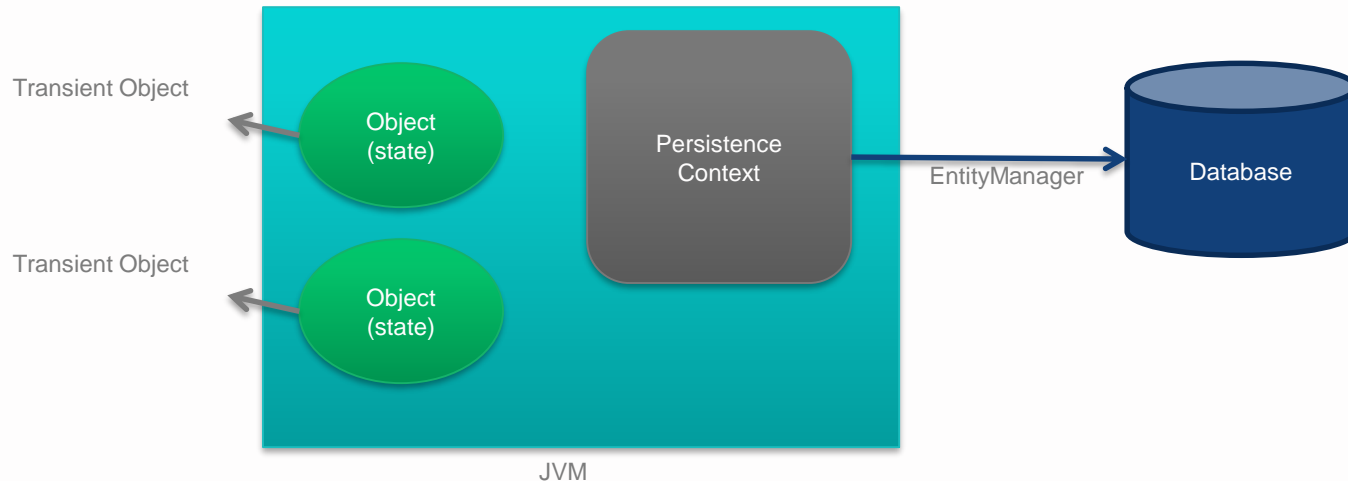 Transient Object
Object
(state)
Persistence
Context
EntityManager
Database
Transient Object
Object
(state)
JVM